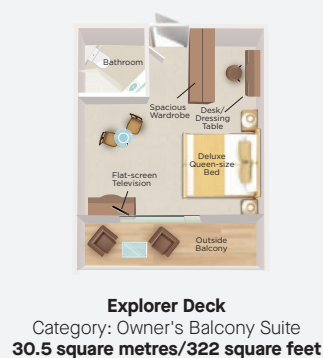 Bathroom
Spacious
Wardrobe
Desk/
Dressing
Table
Deluxe
Queen-size
Bed
Flat-screen
Television
Outside
Balcony
Explorer Deck
Category: Owner's Balcony Suite
30.5 square metres/322 square feet